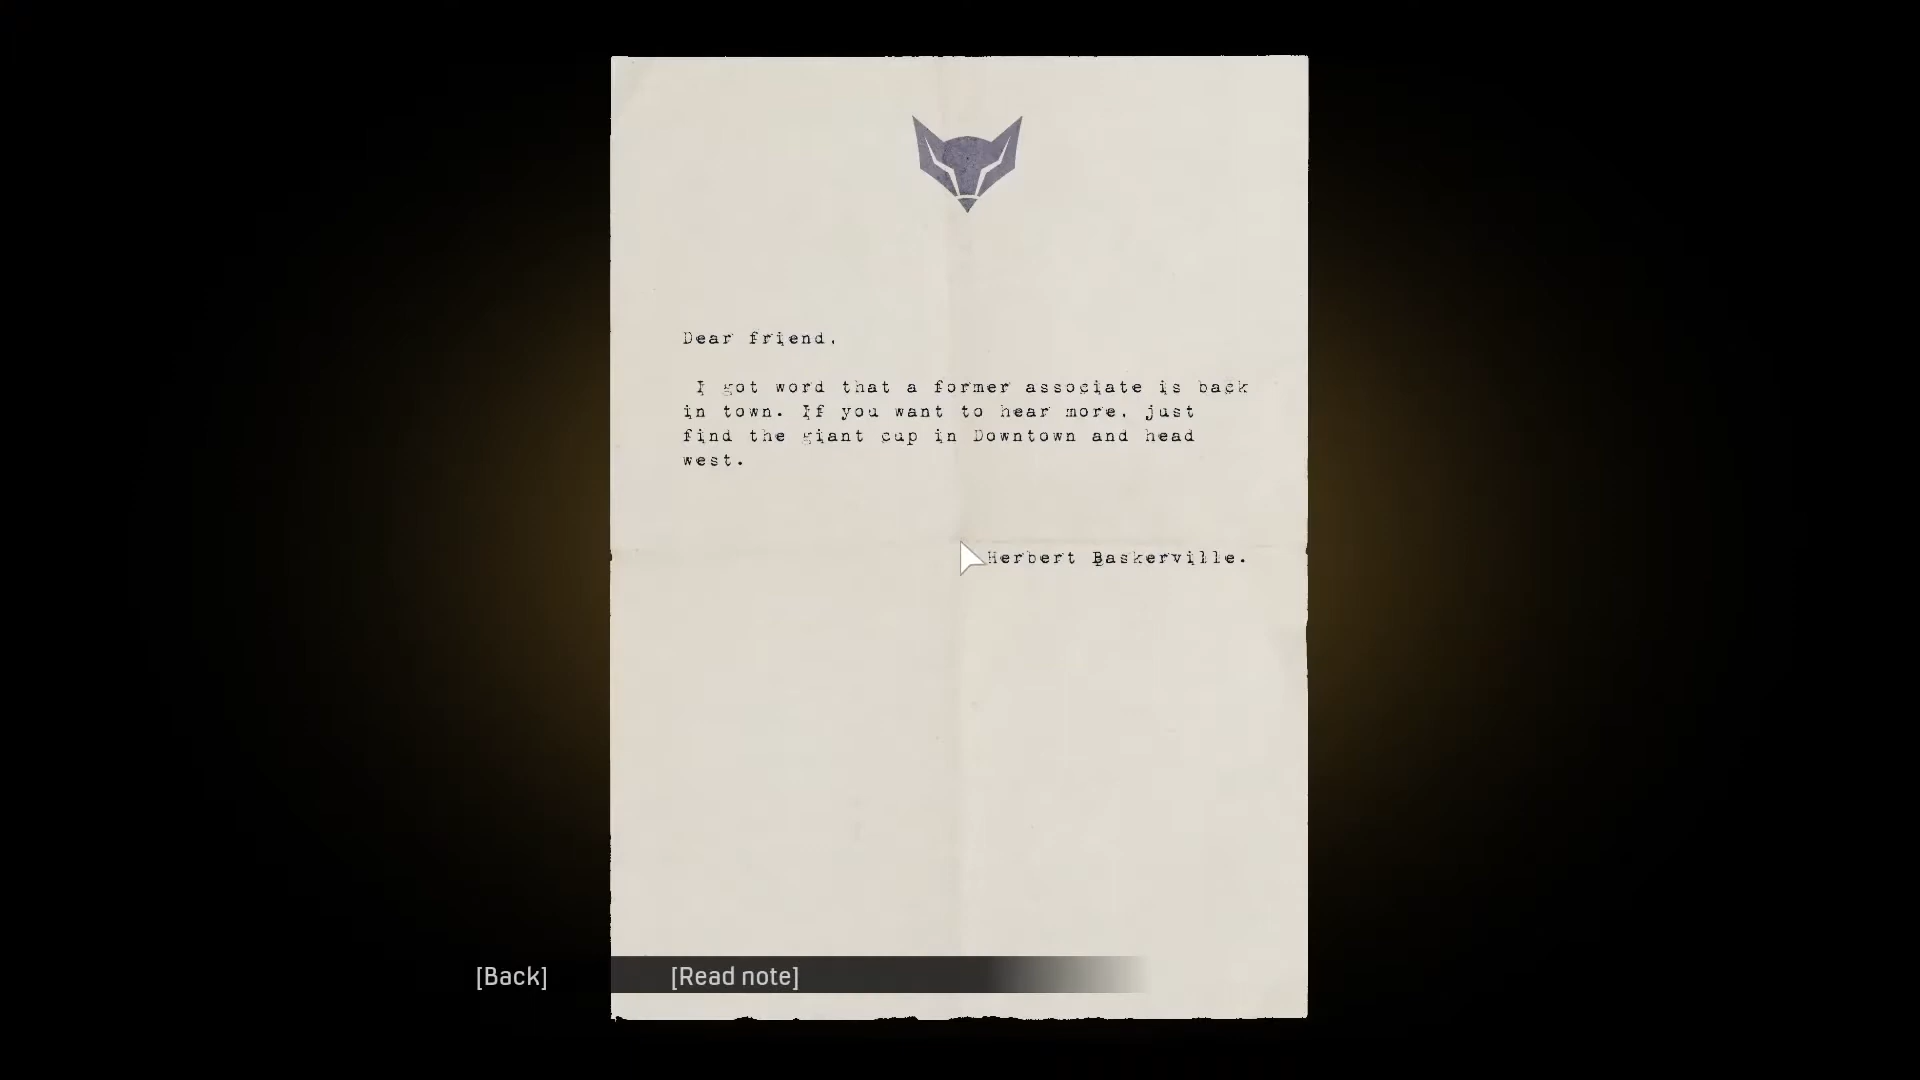 Dear friend,
I got word that a former associate is back
in town. If you want to hear more, just
find the giant cup in Downtown and head
west.
Herbert Baskerville.
[Back] [Read note]